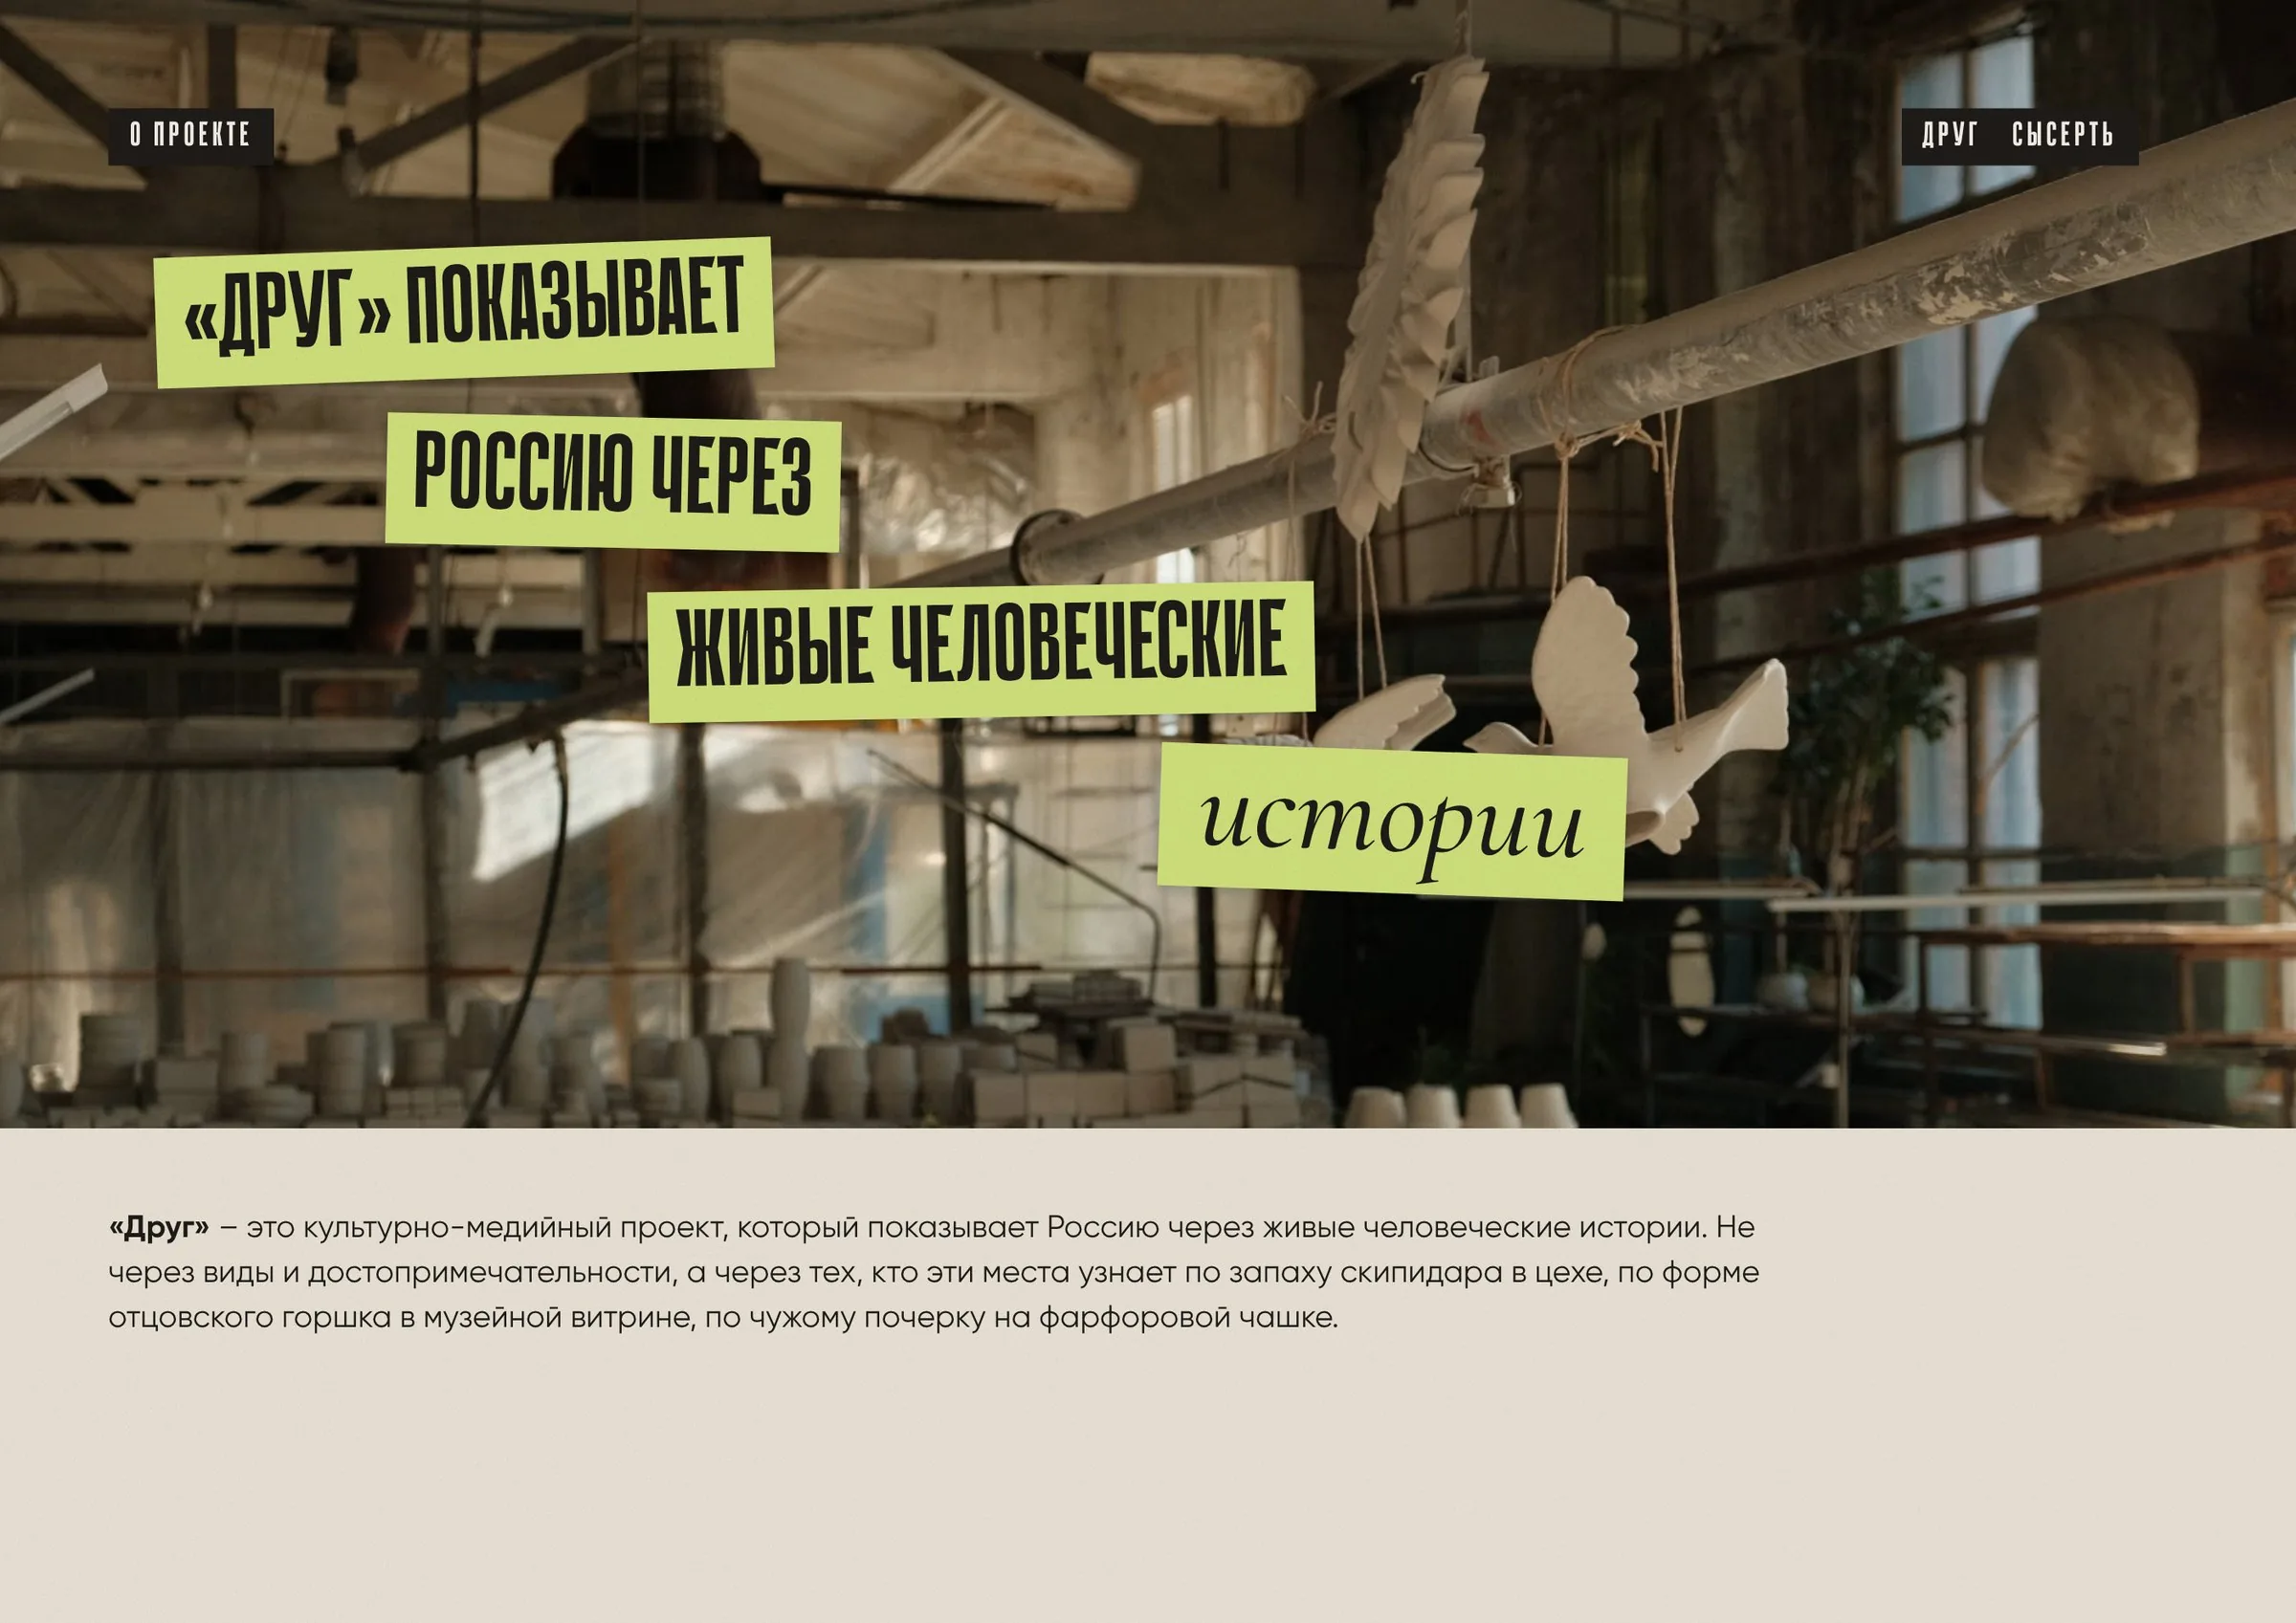 О ПРОЕКТЕ
ДРУГ СЫСЕРТЬ
«ДРУГ» ПОКАЗЫВАЕТ
РОССИЮ ЧЕРЕЗ
ЖИВЫЕ ЧЕЛОВЕЧЕСКИЕ
истории
«Друг» – это культурно-медийный проект, который показывает Россию через живые человеческие истории. Не
через виды и достопримечательности, а через тех, кто эти места узнает по запаху скипидара в цехе, по форме
отцовского горшка в музейной витрине, по чужому почерку на фарфоровой чашке.